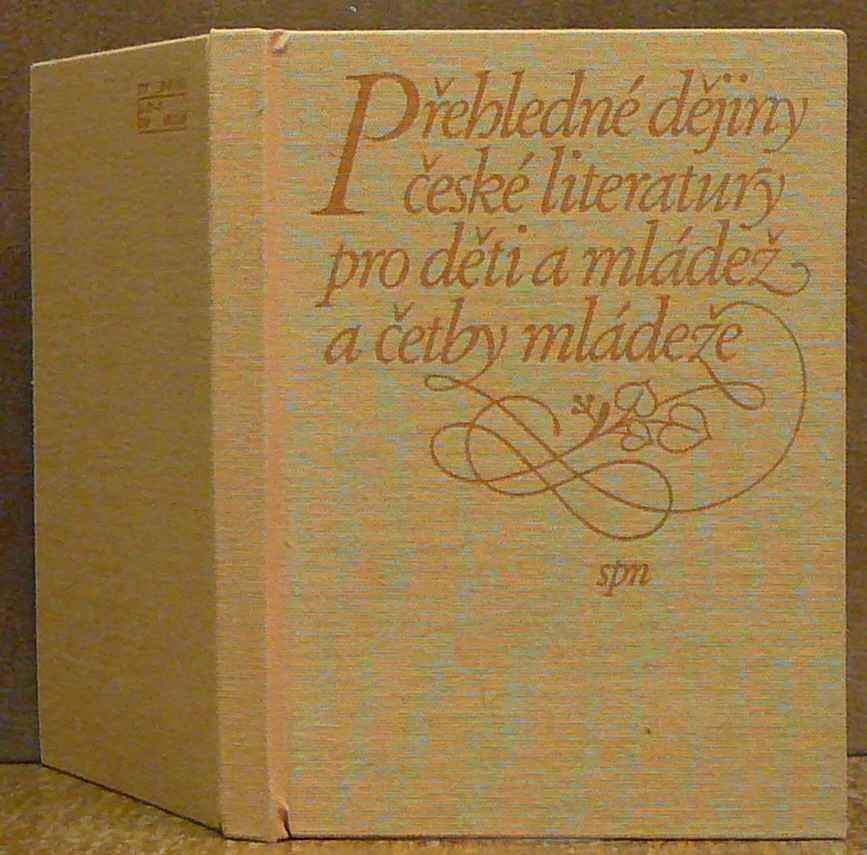 Přehledné dějiny
české literatury
pro děti a mládež
a četby mládeže
spn